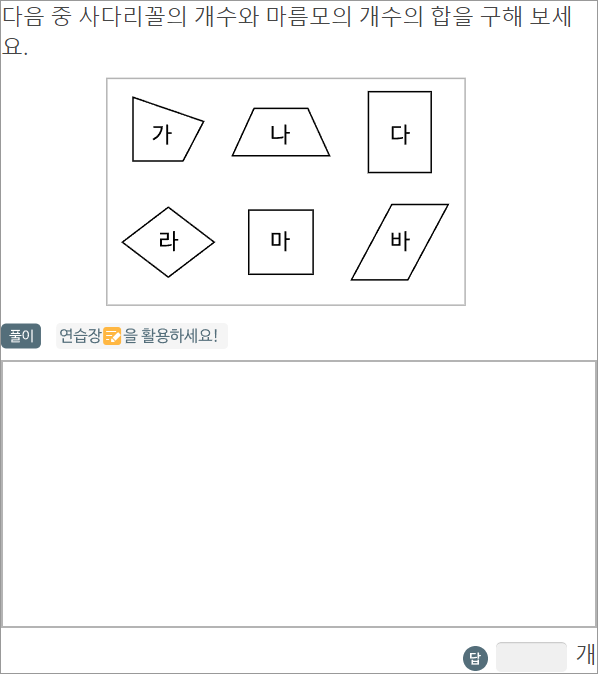 다음 중 사다리꼴의 개수와 마름모의 개수의 합을 구해 보세
요.
가 나 다
라 마 바
풀이 연습장을 활용하세요!
답 개